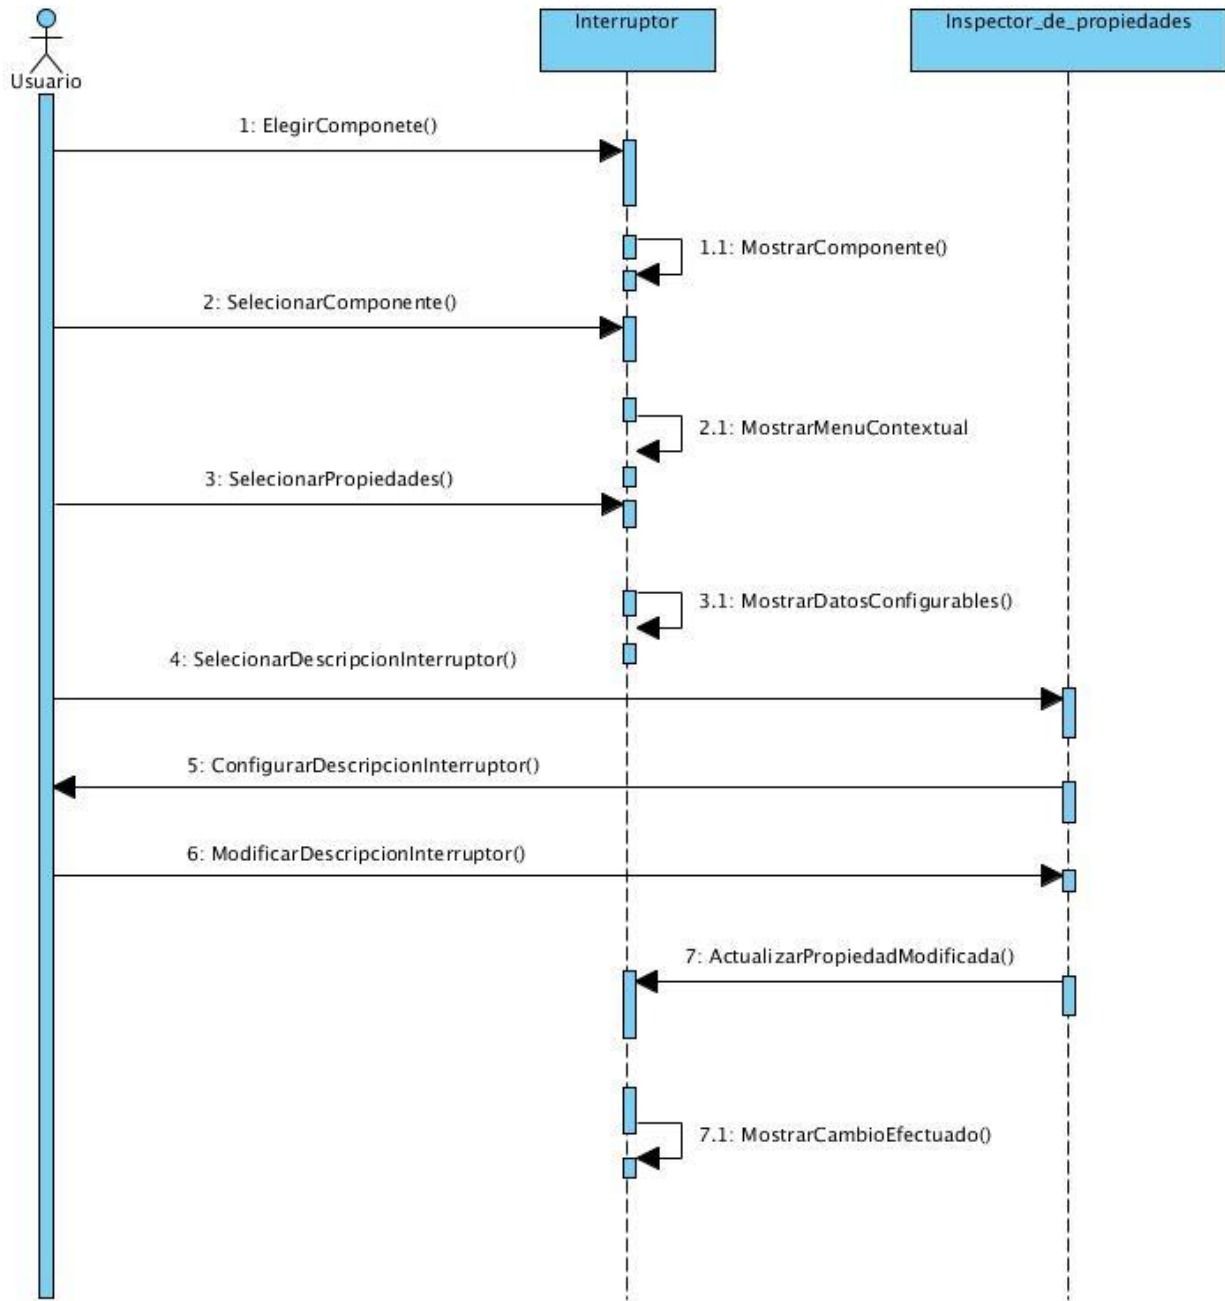 Usuario
Interruptor
Inspector_de_propiedades
1: ElegirComponete()
1.1: MostrarComponente()
2: SelecionarComponente()
2.1: MostrarMenuContextual
3: SelecionarPropiedades()
3.1: MostrarDatosConfigurables()
4: SelecionarDescripcionInterruptor()
5: ConfigurarDescripcionInterruptor()
6: ModificarDescripcionInterruptor()
7: ActualizarPropiedadModificada()
7.1: MostrarCambioEfectuado()